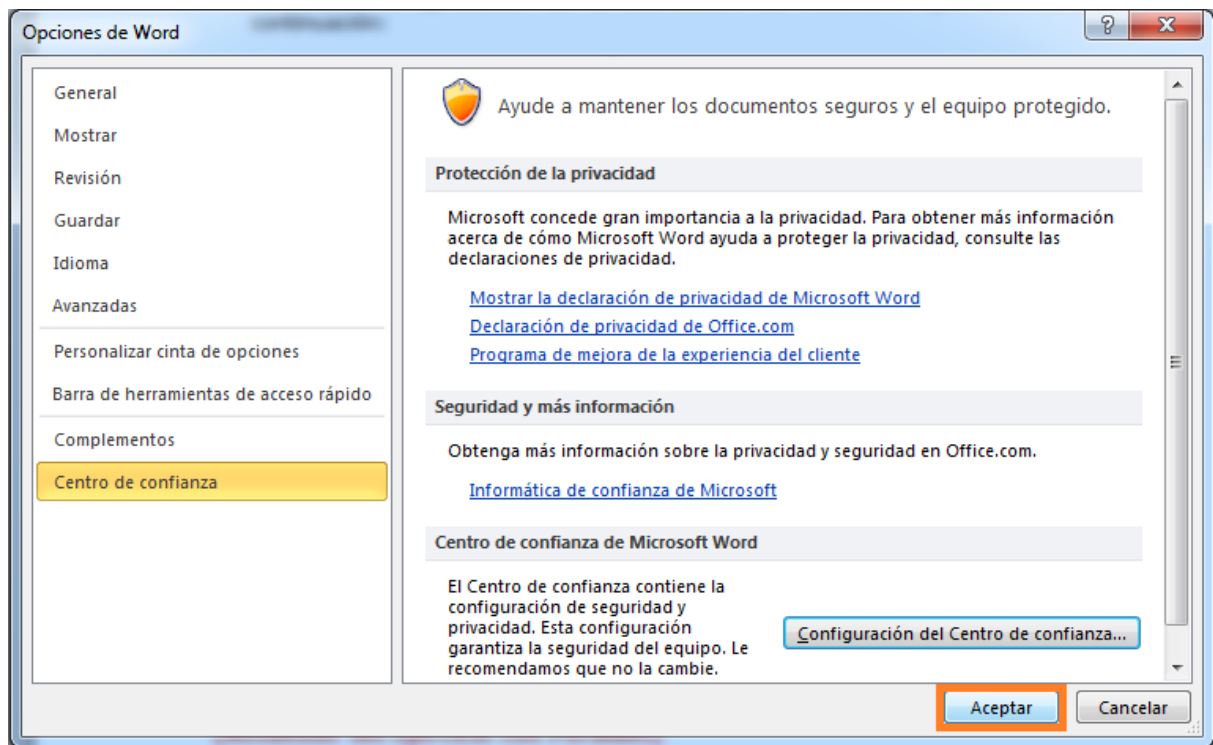 Opciones de Word
General
Mostrar
Revisión
Guardar
Idioma
Avanzadas
Personalizar cinta de opciones
Barra de herramientas de acceso rápido
Complementos
Centro de confianza
Ayude a mantener los documentos seguros y el equipo protegido.
Protección de la privacidad
Microsoft concede gran importancia a la privacidad. Para obtener más información
acerca de cómo Microsoft Word ayuda a proteger la privacidad, consulte las
declaraciones de privacidad.
Mostrar la declaración de privacidad de Microsoft Word
Declaración de privacidad de Office.com
Programa de mejora de la experiencia del cliente
Seguridad y más información
Obtenga más información sobre la privacidad y seguridad en Office.com.
Informática de confianza de Microsoft
Centro de confianza de Microsoft Word
El Centro de confianza contiene la
configuración de seguridad y
privacidad. Esta configuración
garantiza la seguridad del equipo. Le
recomendamos que no la cambie.
Configuración del Centro de confianza...
Aceptar
Cancelar